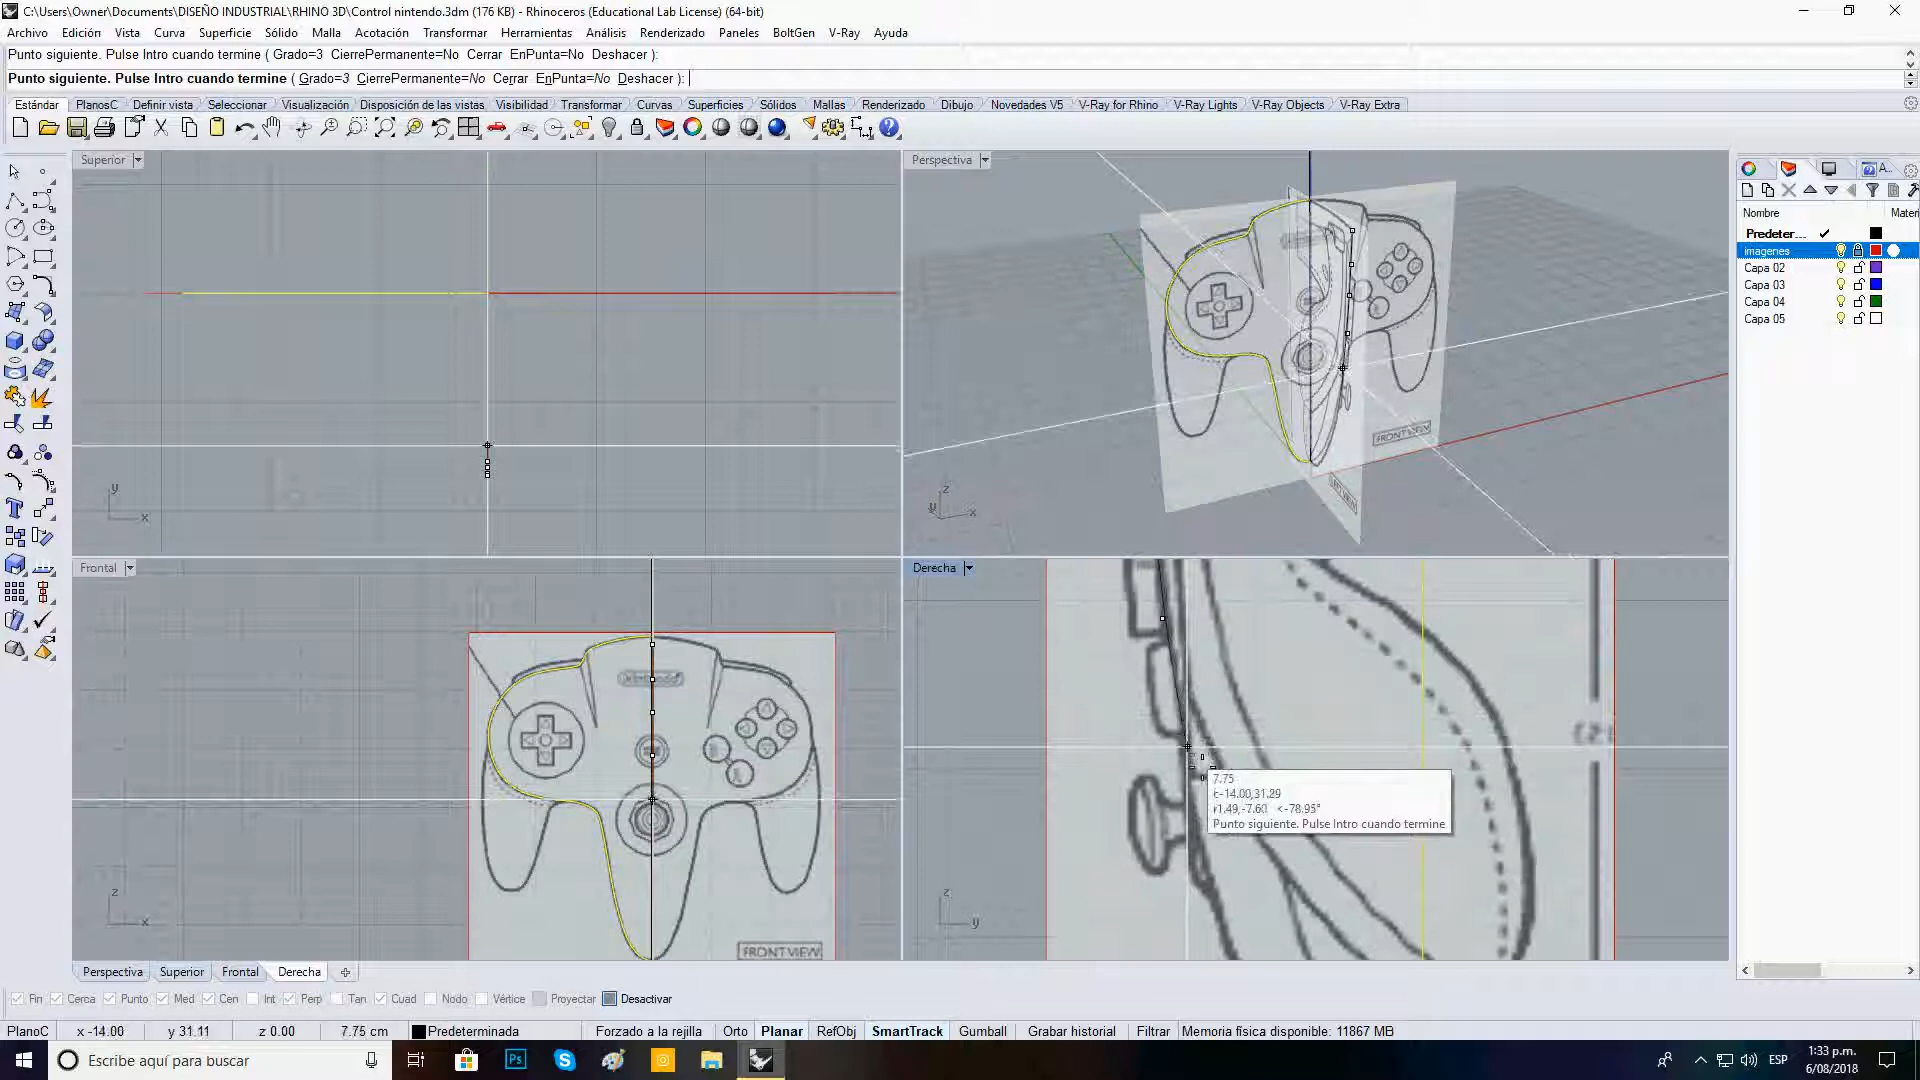 C:\Users\Owner\Documents\DISEÑO INDUSTRIAL\RHINO 3D\Control nintendo.3dm (176 KB) - Rhinoceros (Educational Lab License) (64-bit)
Archivo Edición Vista Curva Superficie Sólido Malla Acotación Transformar Herramientas Análisis Renderizado Paneles BoltGen V-Ray Ayuda
Punto siguiente. Pulse Intro cuando termine ( Grado=3 CierrePermanente=No Cerrar EnPunta=No Deshacer ):
Punto siguiente. Pulse Intro cuando termine ( Grado=3 CierrePermanente=No Cerrar EnPunta=No Deshacer ):
Estándar PlanosC Definir vista Seleccionar Visualización Disposición de las vistas Visibilidad Transformar Curvas Superficies Sólidos Mallas Renderizado Dibujo Novedades V5 V-Ray for Rhino V-Ray Lights V-Ray Objects V-Ray Extra
Superior
Perspectiva
A...
Nombre Mater
Predeter...
imagenes
Capa 02
Capa 03
Capa 04
Capa 05
FRONT VIEW
y
x
z
y
x
Frontal
Derecha
Nintendo
FRONT VIEW
z
x
z
y
7.75
c-14.00,31.29
r1.49,-7.60 <-78.95°
Punto siguiente. Pulse Intro cuando termine
Perspectiva Superior Frontal Derecha
Fin Cerca Punto Med Cen Int Perp Tan Cuad Nodo Vértice Proyectar Desactivar
PlanoC x -14.00 y 31.11 z 0.00 7.75 cm Predeterminada Forzado a la rejilla Orto Planar RefObj SmartTrack Gumball Grabar historial Filtrar Memoria física disponible: 11867 MB
Escribe aquí para buscar
Ps
ESP
1:33 p.m.
6/08/2018